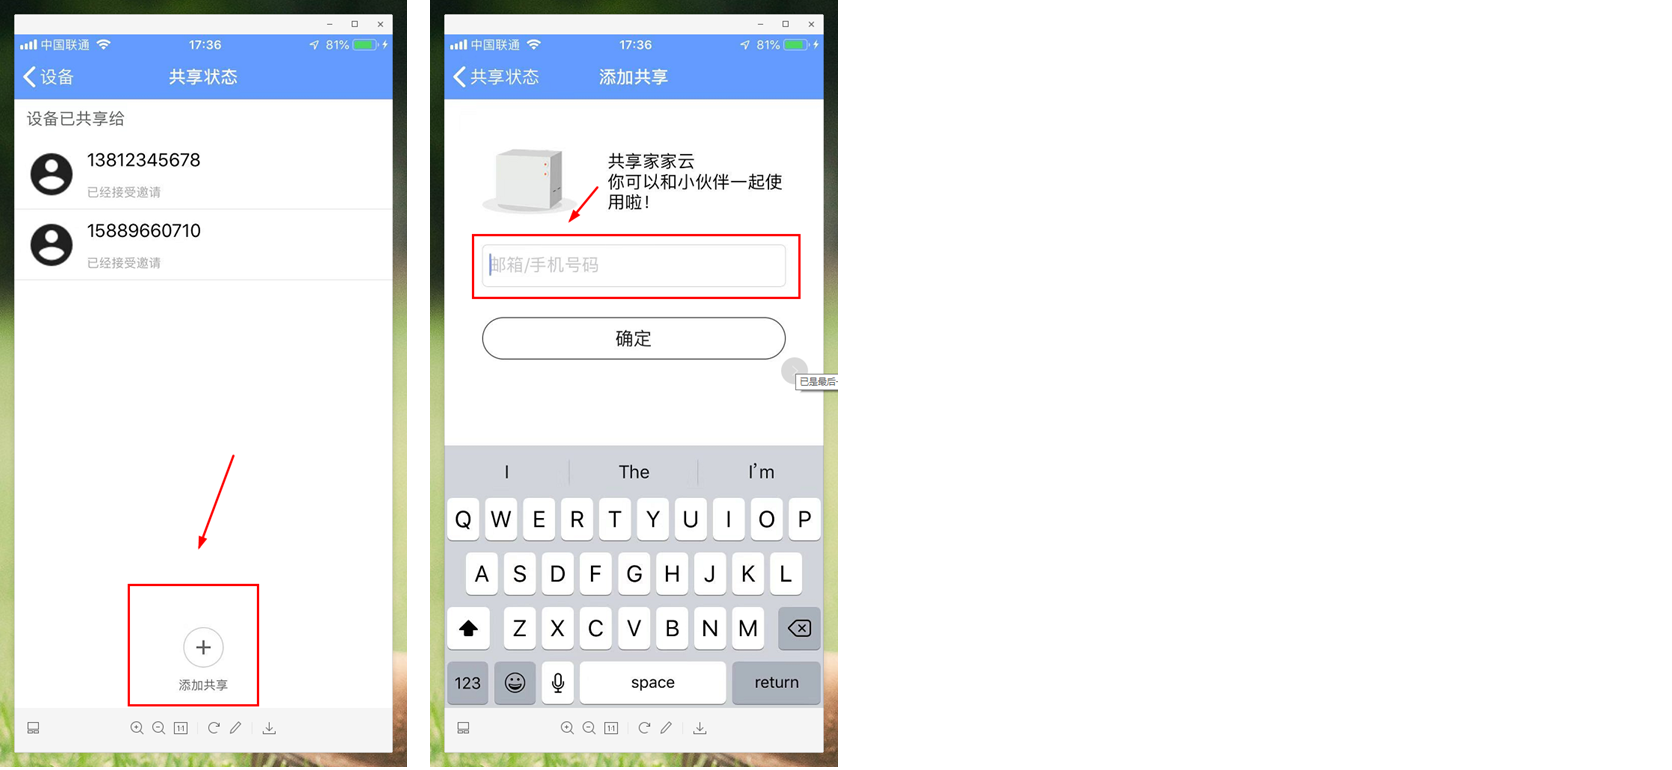 中国联通
17:36
81%
设备
共享状态
设备已共享给
13812345678
已经接受邀请
15889660710
已经接受邀请
添加共享
1:1
中国联通
17:36
81%
共享状态
添加共享
共享家家云
你可以和小伙伴一起使
用啦！
邮箱/手机号码
确定
已是最后
I
The
I'm
Q W E R T Y U I O P
A S D F G H J K L
Z X C V B N M
123
space
return
1:1